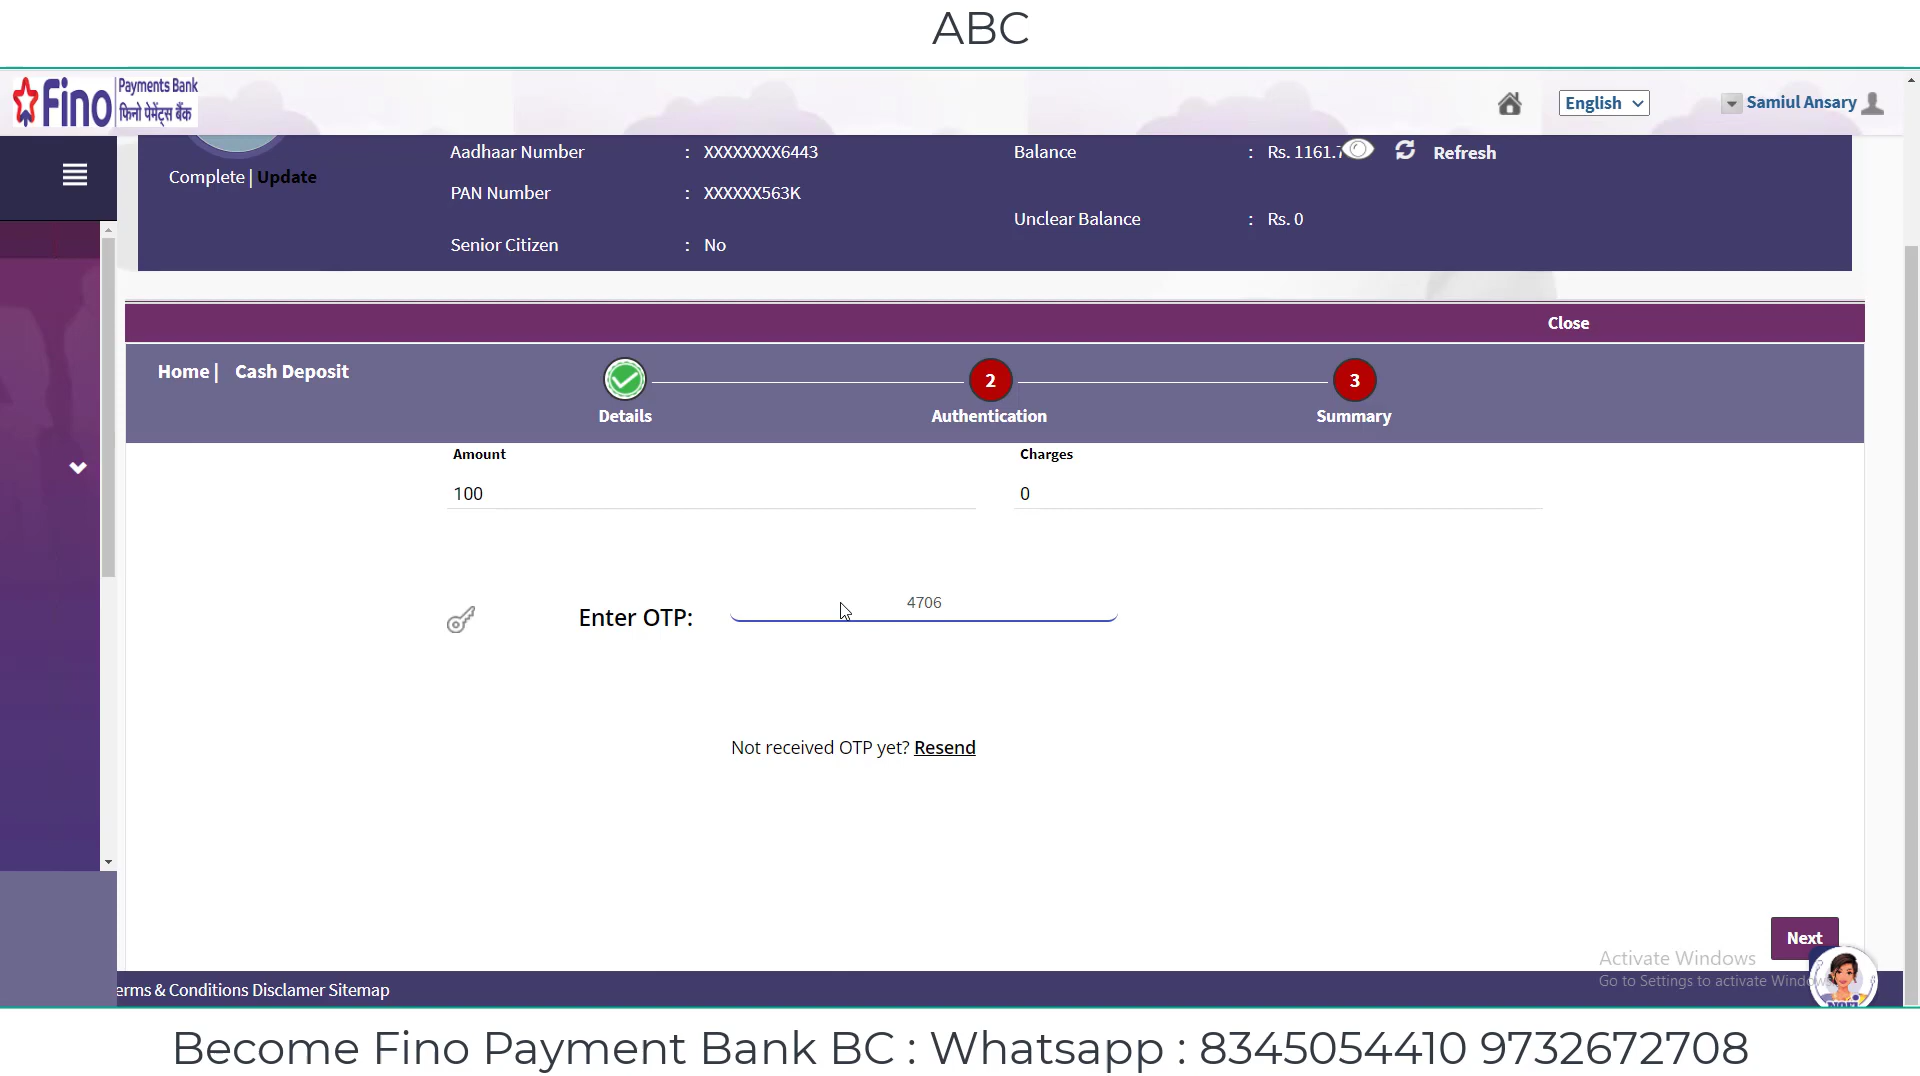 ABC
Fino Payments Bank
फिनो पेमेंट्स बैंक
English
Samiul Ansary
Complete | Update
Aadhaar Number : XXXXXXXX6443
Balance : Rs. 1161.7
Refresh
PAN Number : XXXXXX563K
Unclear Balance : Rs. 0
Senior Citizen : No
Close
Home | Cash Deposit
2
3
Details
Authentication
Summary
Amount
Charges
100
0
Enter OTP:
4706
Not received OTP yet? Resend
Next
Activate Windows
Go to Settings to activate
erms & Conditions Disclamer Sitemap
Become Fino Payment Bank BC : Whatsapp : 8345054410 9732672708